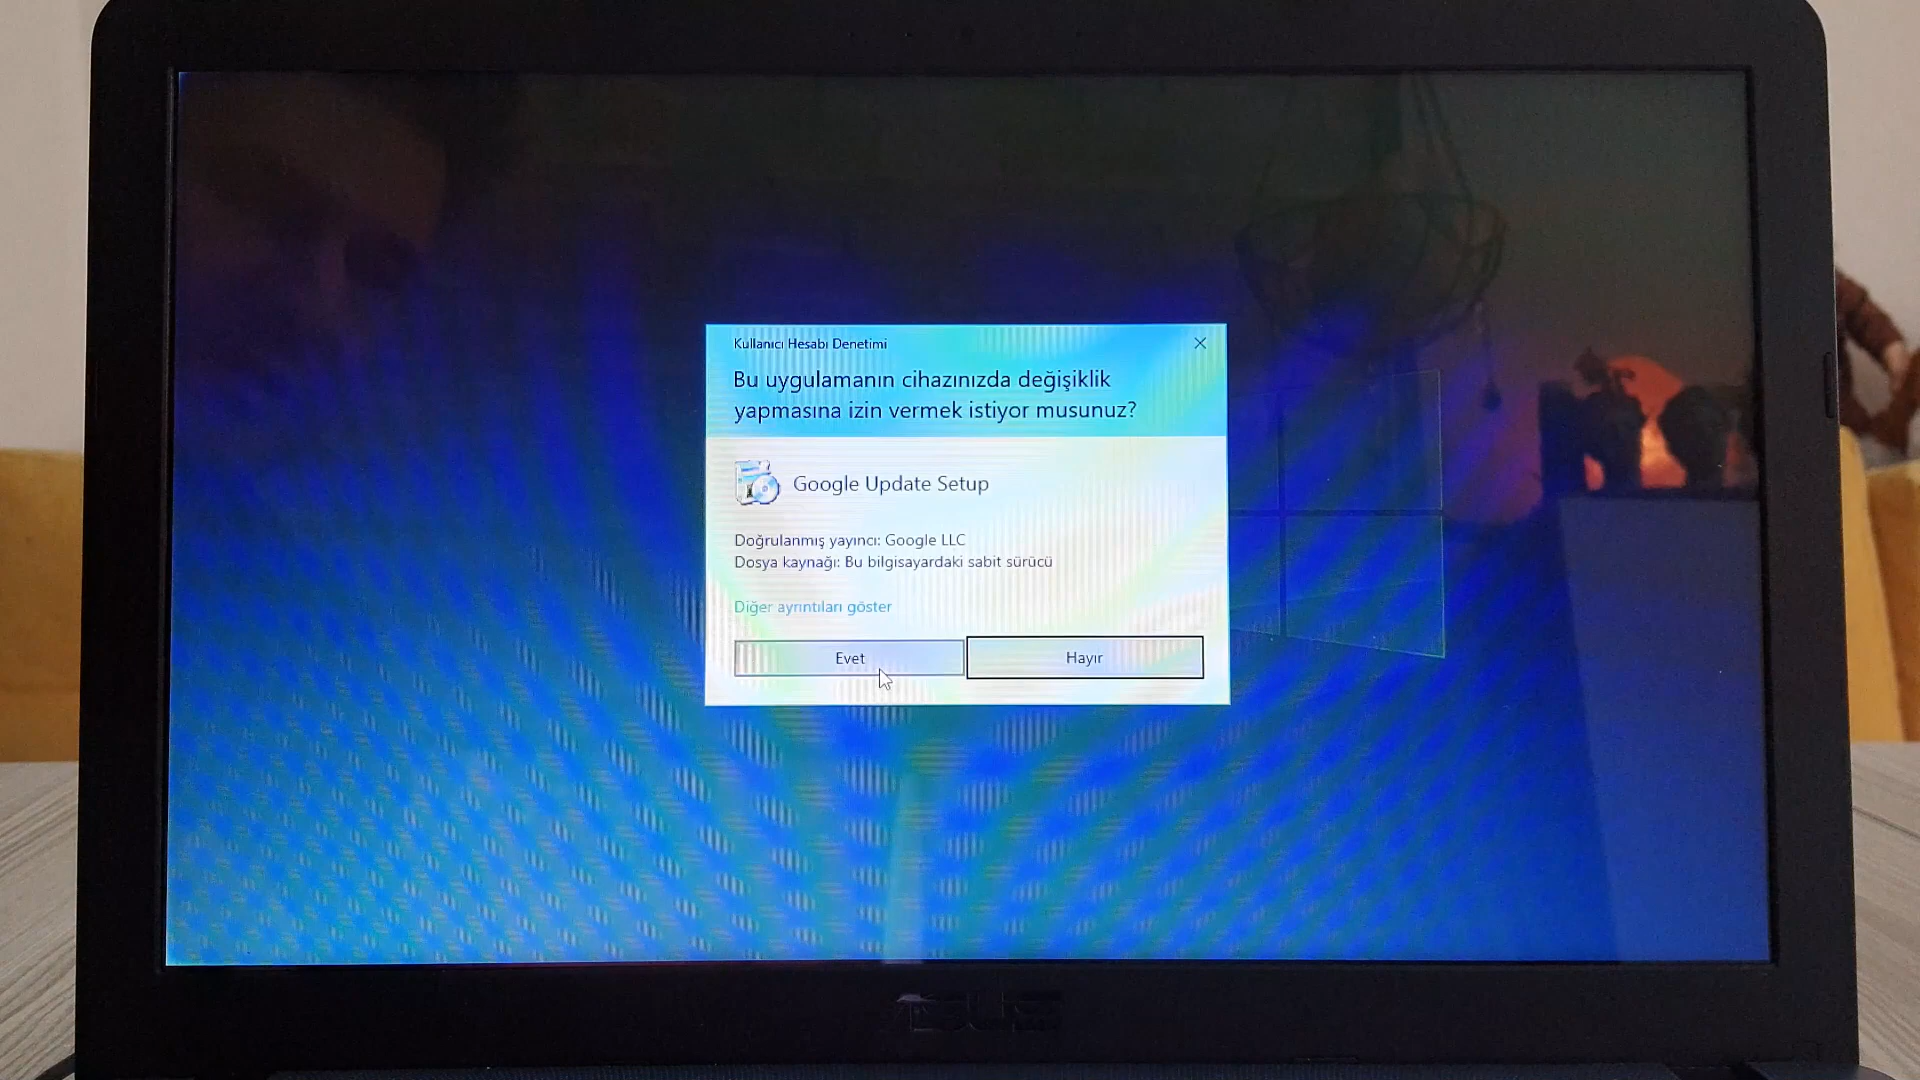 Kullanıcı Hesabı Denetimi
Bu uygulamanın cihazınızda değişiklik
yapmasına izin vermek istiyor musunuz?
Google Update Setup
Doğrulanmış yayıncı: Google LLC
Dosya kaynağı: Bu bilgisayardaki sabit sürücü
Diğer ayrıntıları göster
Evet
Hayır
ASUS